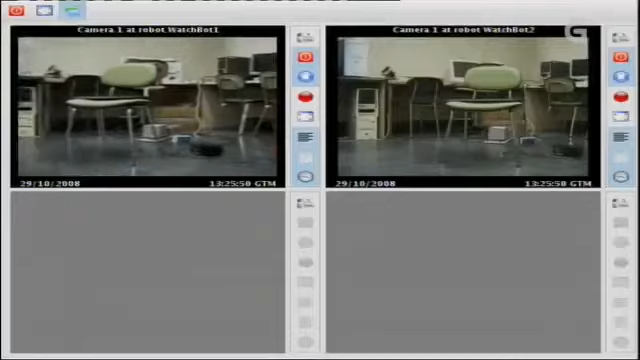 Camera 1 at robot WatchBot1
29/10/2008 13:25:50 GTM
Camera 1 at robot WatchBot2
29/10/2008 13:25:50 GTM
G